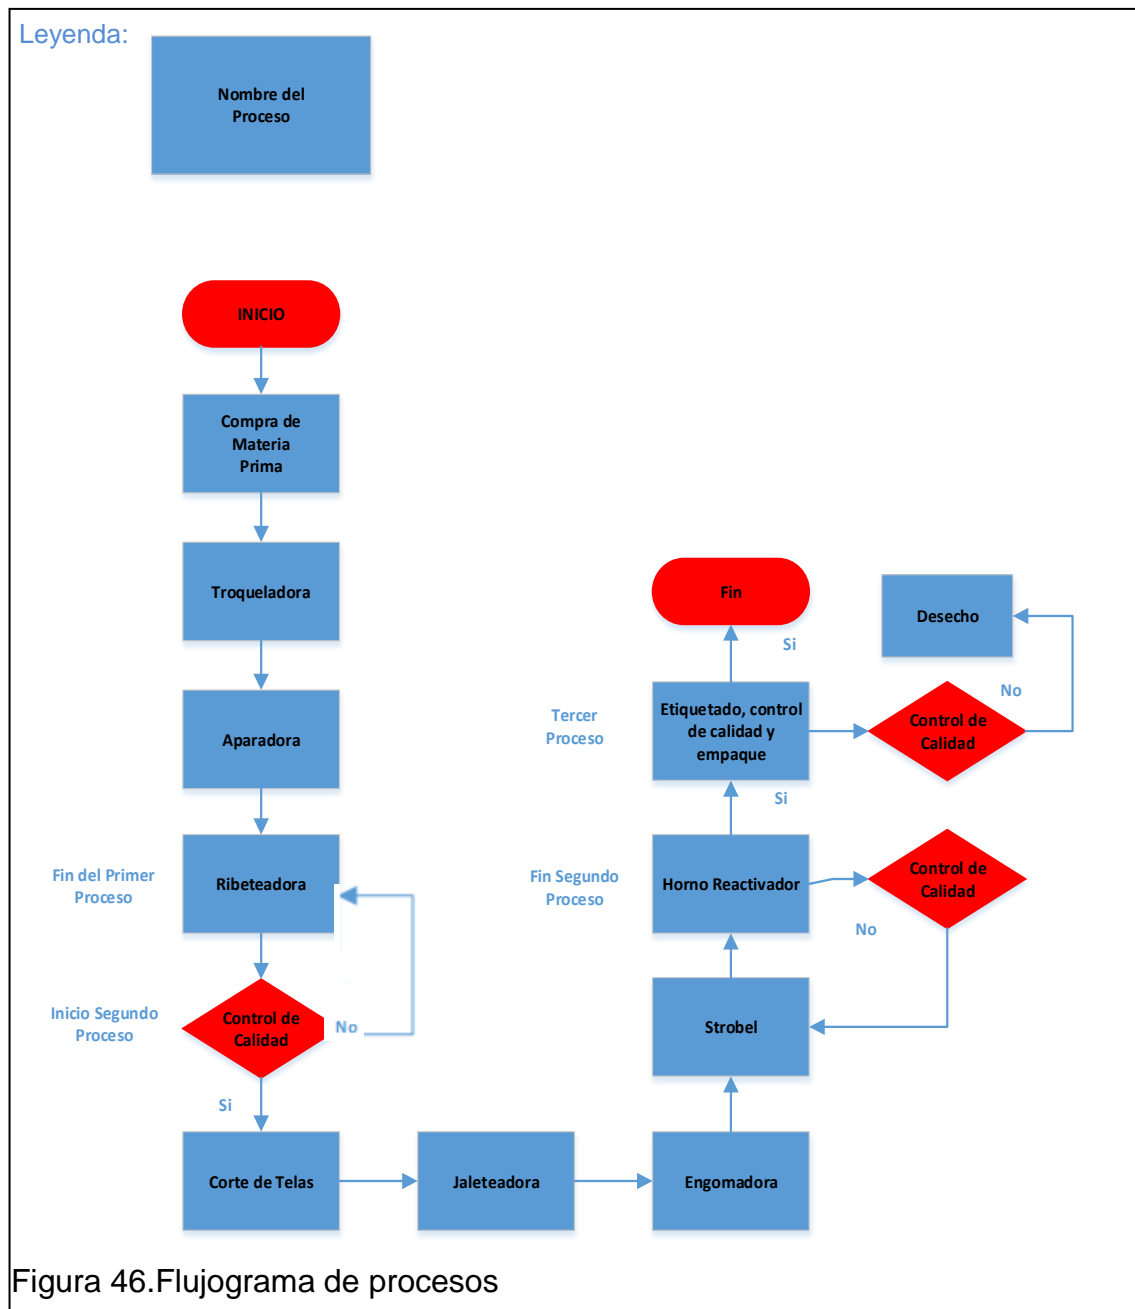 Leyenda:
Nombre del
Proceso
INICIO
Compra de
Materia
Prima
Troqueladora
Aparadora
Fin del Primer
Proceso
Ribeteadora
Inicio Segundo
Proceso
Control de
Calidad
No
Si
Corte de Telas
Jaleteadora
Engomadora
Strobel
Fin Segundo
Proceso
Horno Reactivador
Control de
Calidad
No
Si
Tercer
Proceso
Etiquetado, control
de calidad y
empaque
Control de
Calidad
No
Desecho
Si
Fin
Figura 46.Flujograma de procesos